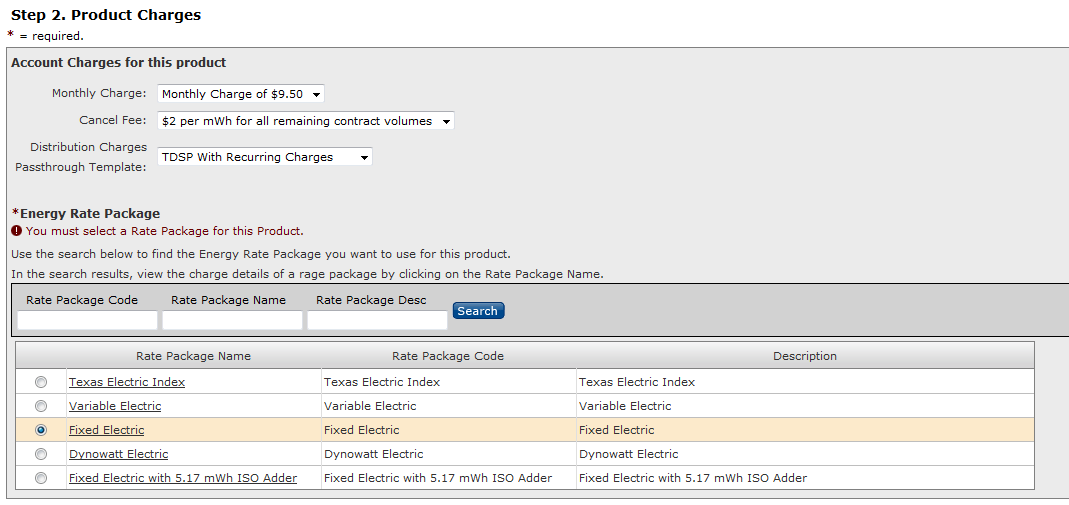 Step 2. Product Charges
* = required.
Account Charges for this product
Monthly Charge: Monthly Charge of $9.50
Cancel Fee: $2 per mWh for all remaining contract volumes
Distribution Charges
Passthrough Template: TDSP With Recurring Charges
*Energy Rate Package
! You must select a Rate Package for this Product.
Use the search below to find the Energy Rate Package you want to use for this product.
In the search results, view the charge details of a rage package by clicking on the Rate Package Name.
Rate Package Code Rate Package Name Rate Package Desc
Search
Rate Package Name Rate Package Code Description
Texas Electric Index Texas Electric Index Texas Electric Index
Variable Electric Variable Electric Variable Electric
Fixed Electric Fixed Electric Fixed Electric
Dynowatt Electric Dynowatt Electric Dynowatt Electric
Fixed Electric with 5.17 mWh ISO Adder Fixed Electric with 5.17 mWh ISO Adder Fixed Electric with 5.17 mWh ISO Adder